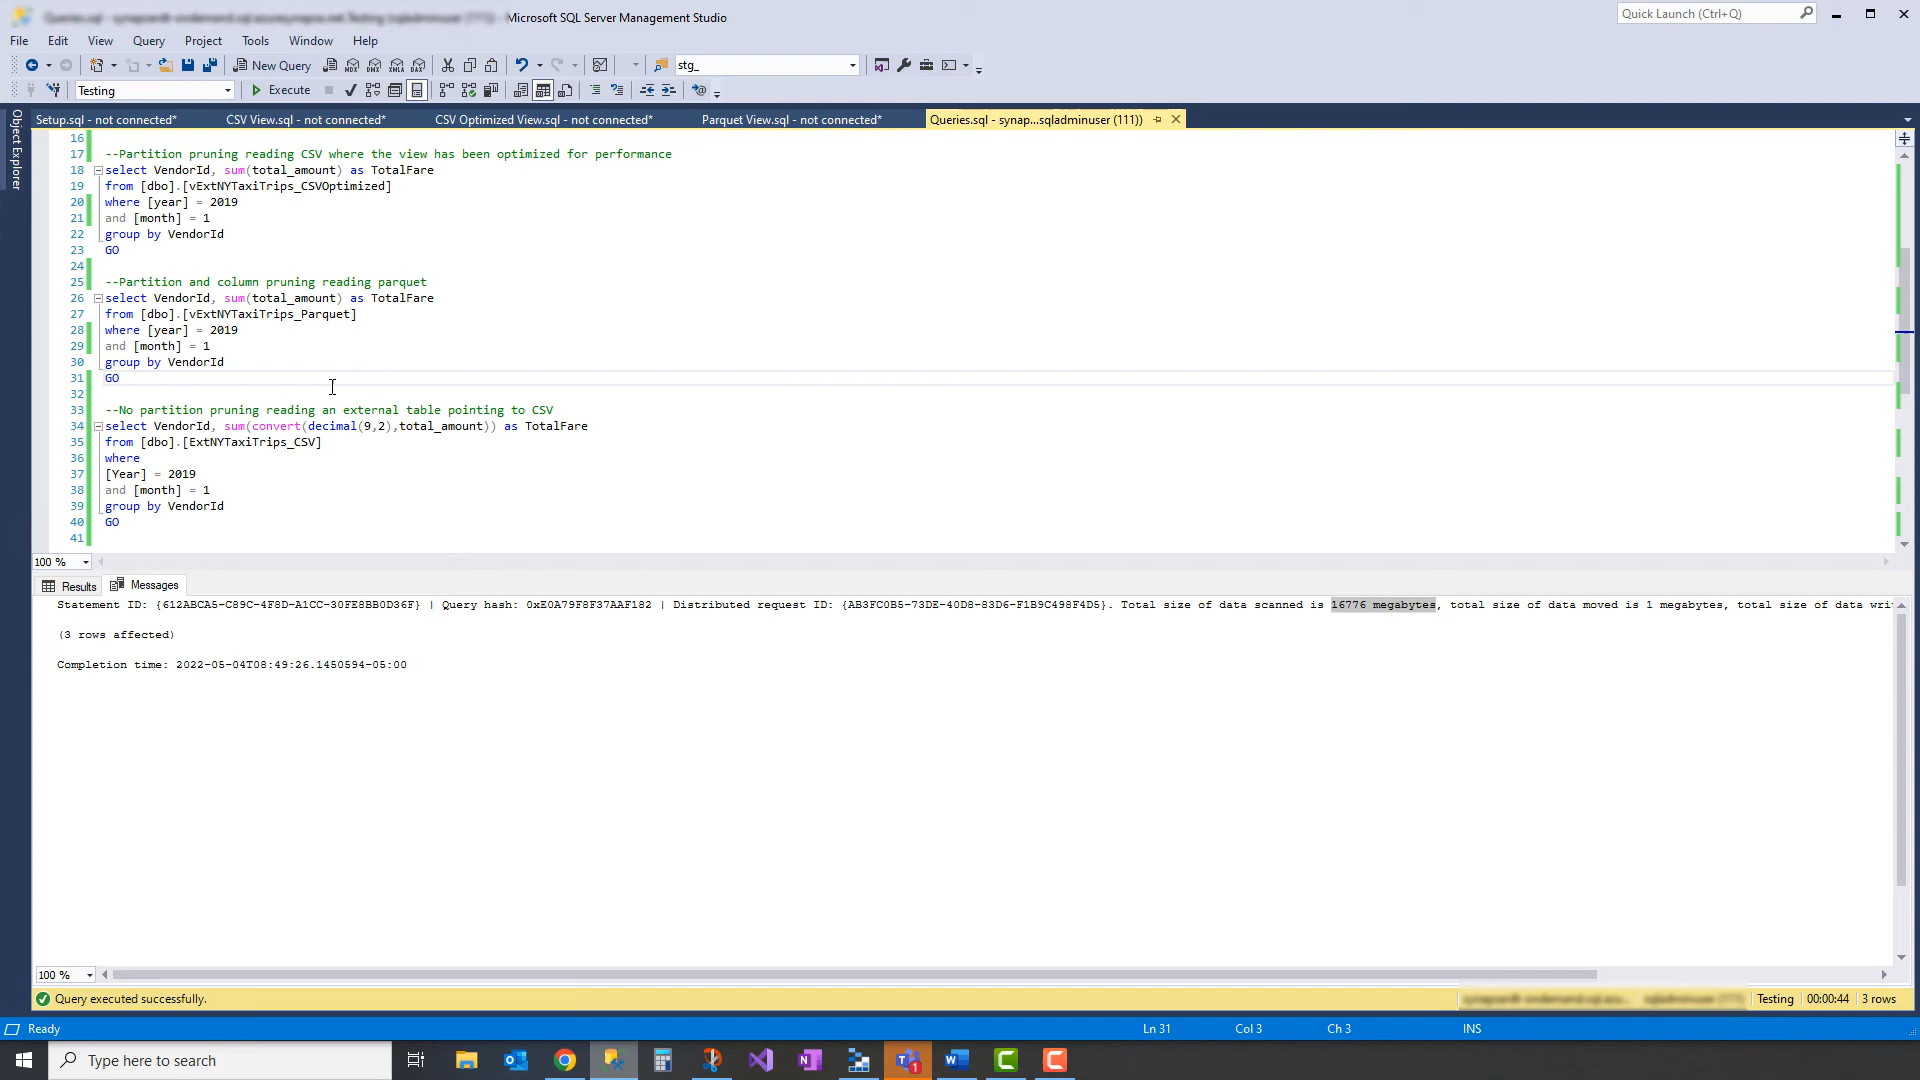 Microsoft SQL Server Management Studio
Quick Launch (Ctrl+Q)
File Edit View Query Project Tools Window Help
New Query stg_
Testing Execute
Object Explorer
Setup.sql - not connected* CSV View.sql - not connected* CSV Optimized View.sql - not connected* Parquet View.sql - not connected* Queries.sql - synap...sqladminuser (111))
16
17 --Partition pruning reading CSV where the view has been optimized for performance
18 select VendorId, sum(total_amount) as TotalFare
19 from [dbo].[vExtNYTaxiTrips_CSVOptimized]
20 where [year] = 2019
21 and [month] = 1
22 group by VendorId
23 GO
24
25 --Partition and column pruning reading parquet
26 select VendorId, sum(total_amount) as TotalFare
27 from [dbo].[vExtNYTaxiTrips_Parquet]
28 where [year] = 2019
29 and [month] = 1
30 group by VendorId
31 GO
32
33 --No partition pruning reading an external table pointing to CSV
34 select VendorId, sum(convert(decimal(9,2),total_amount)) as TotalFare
35 from [dbo].[ExtNYTaxiTrips_CSV]
36 where
37 [Year] = 2019
38 and [month] = 1
39 group by VendorId
40 GO
41
100 %
Results Messages
Statement ID: {612ABCA5-C89C-4F8D-A1CC-30FE8BB0D36F} | Query hash: 0xE0A79F8F37AAF182 | Distributed request ID: {AB3FC0B5-73DE-40D8-83D6-F1B9C498F4D5}. Total size of data scanned is 16776 megabytes, total size of data moved is 1 megabytes, total size of data wri
(3 rows affected)
Completion time: 2022-05-04T08:49:26.1450594-05:00
100 %
Query executed successfully. Testing 00:00:44 3 rows
Ready Ln 31 Col 3 Ch 3 INS
Type here to search